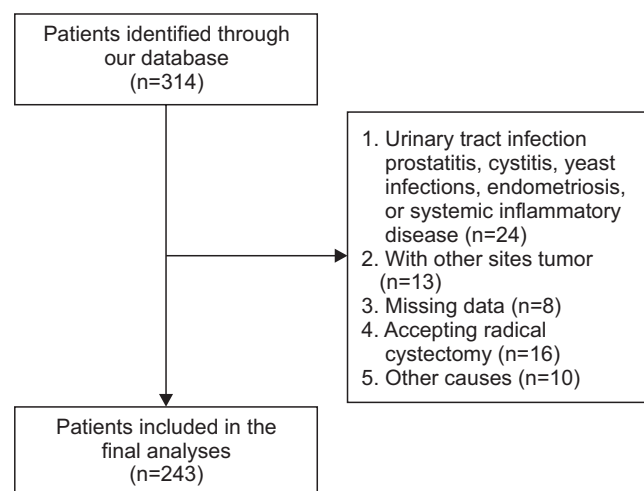 Patients identified through
our database
(n=314)
1. Urinary tract infection
prostatitis, cystitis, yeast
infections, endometriosis,
or systemic inflammatory
disease (n=24)
2. With other sites tumor
(n=13)
3. Missing data (n=8)
4. Accepting radical
cystectomy (n=16)
5. Other causes (n=10)
Patients included in the
final analyses
(n=243)